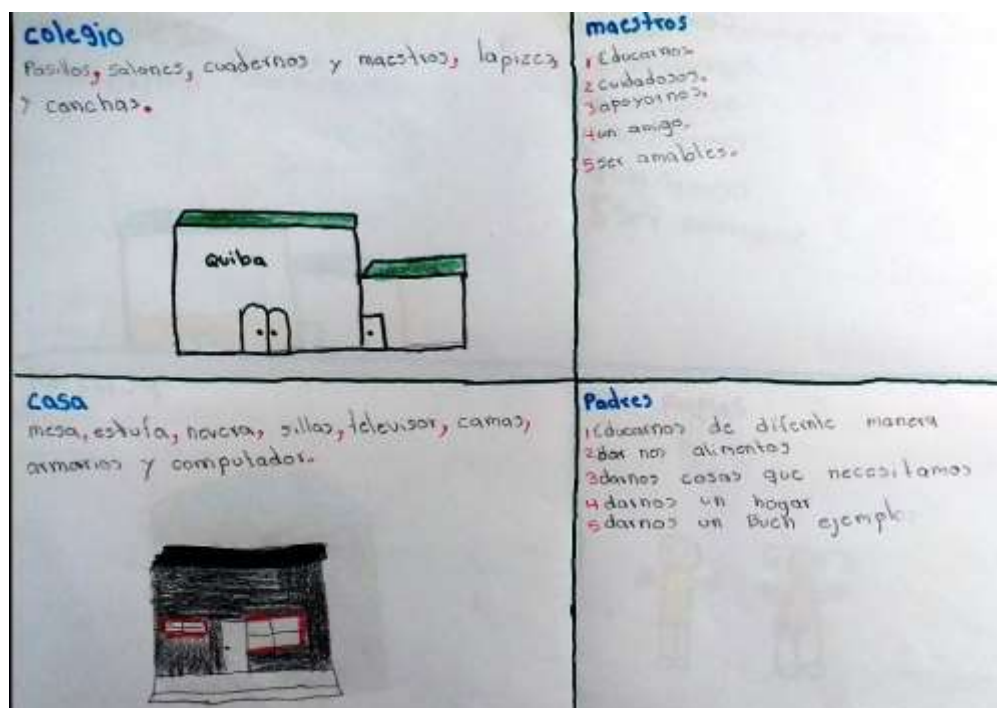 colegio
Pasillos, salones, cuadernos y maestros, lapizes
y canchas.
Quiba
maestros
1 Educarnos
2 cuidadosos.
3 apoyarnos.
4 un amigo.
5 ser amables.
casa
mesa, estufa, nevera, sillas, televisor, camas,
armarios y computador.
Padres
1 Educarnos de difernte manera
2 dar nos alimentos
3 darnos cosas que necesitamos
4 darnos un hogar
5 darnos un Buen ejemplo